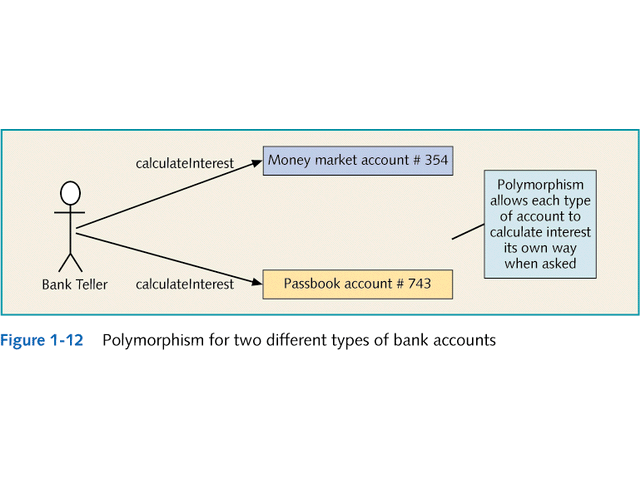 calculateInterest
Money market account # 354
Polymorphism
allows each type
of account to
calculate interest
its own way
when asked
Bank Teller
calculateInterest
Passbook account # 743
Figure 1-12 Polymorphism for two different types of bank accounts